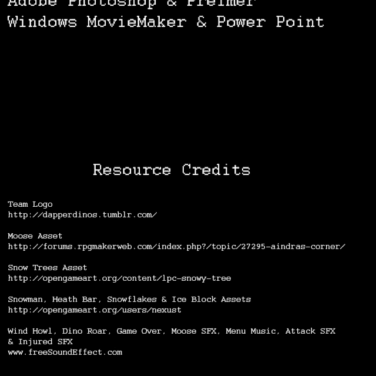 Adobe Photoshop & Premier
Windows MovieMaker & Power Point
Resource Credits
Team Logo
http://dapperdinos.tumblr.com/
Moose Asset
http://forums.rpgmakerweb.com/index.php?/topic/27295-aindras-corner/
Snow Trees Asset
http://opengameart.org/content/lpc-snowy-tree
Snowman, Heath Bar, Snowflakes & Ice Block Assets
http://opengameart.org/users/nexust
Wind Howl, Dino Roar, Game Over, Moose SFX, Menu Music, Attack SFX
& Injured SFX
www.freeSoundEffect.com